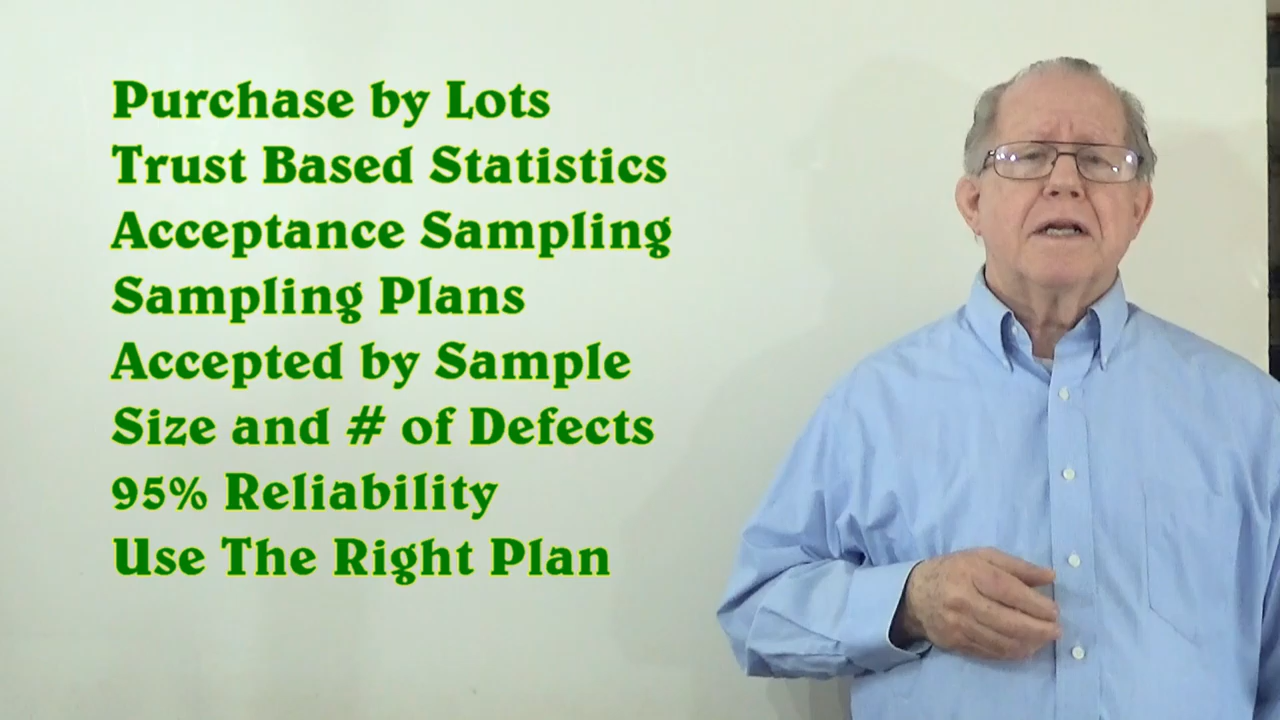 Purchase by Lots
Trust Based Statistics
Acceptance Sampling
Sampling Plans
Accepted by Sample
Size and # of Defects
95% Reliability
Use The Right Plan